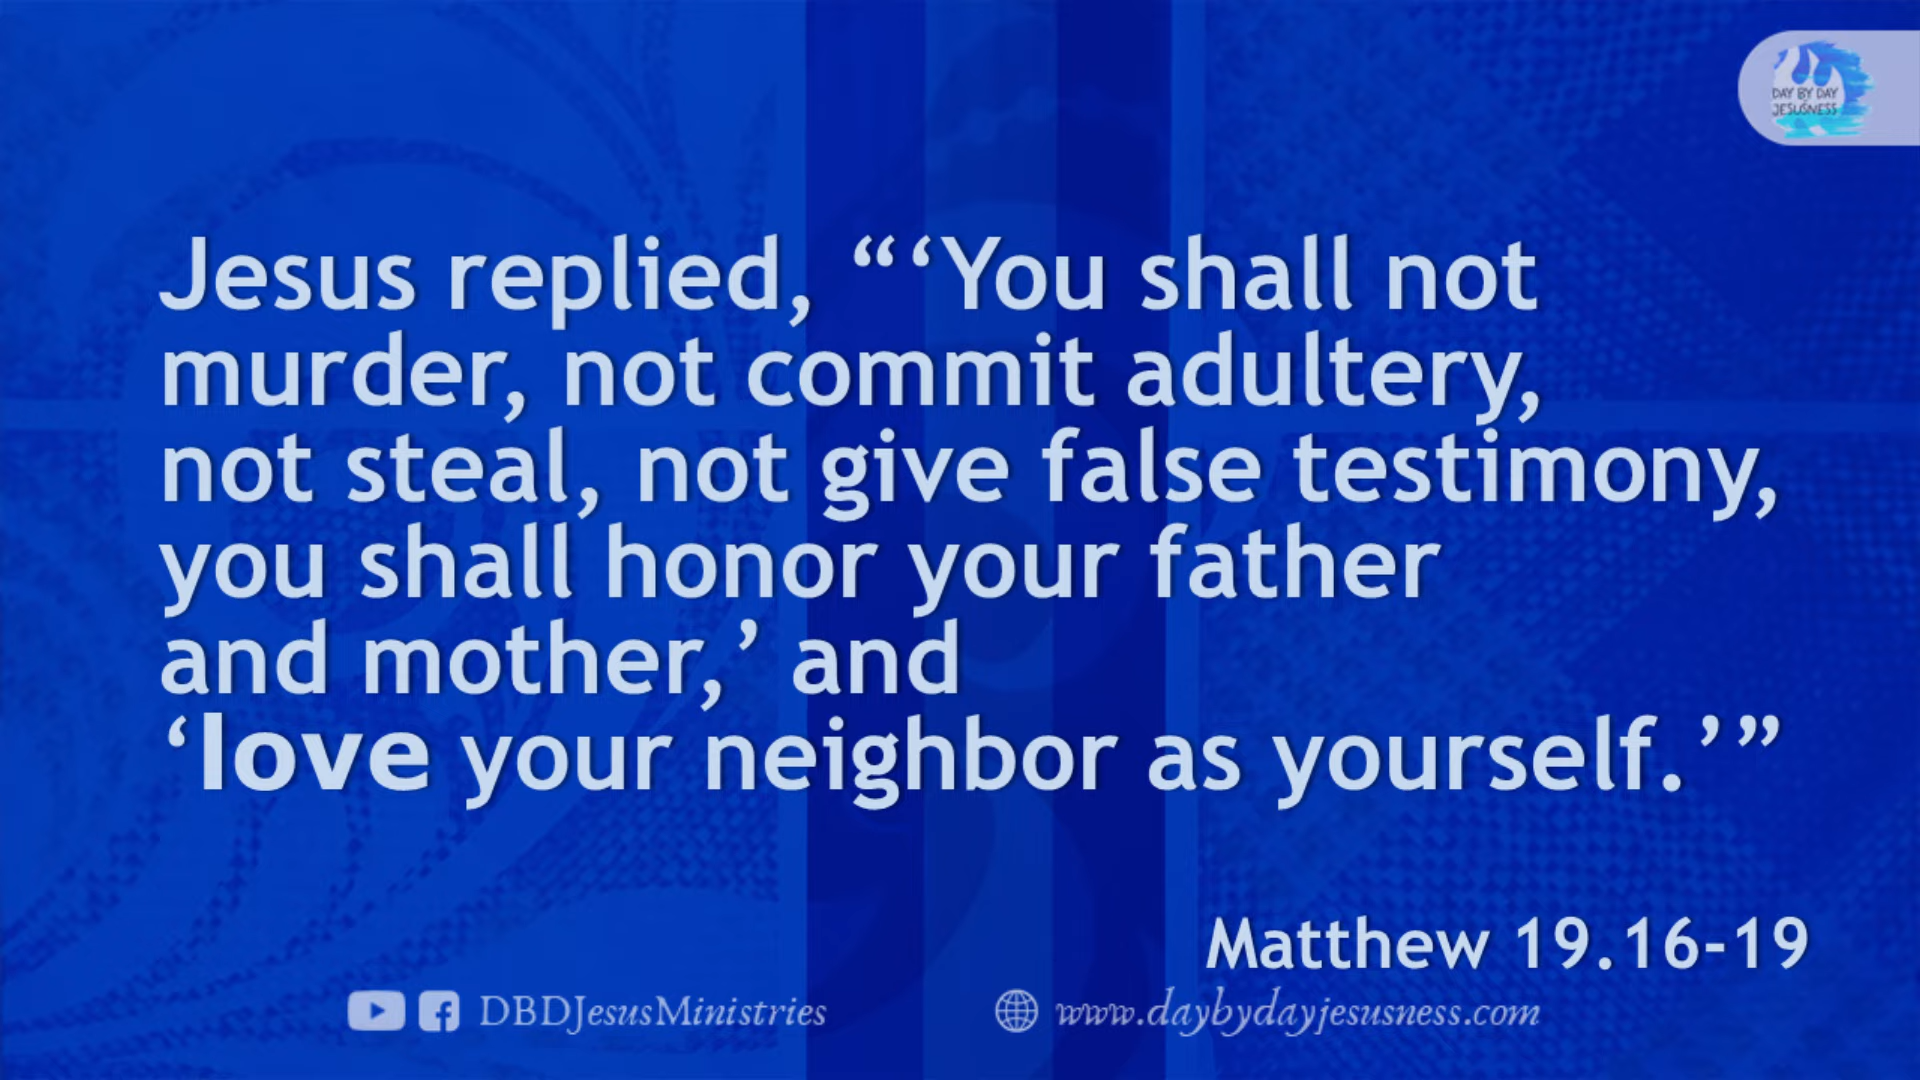 DAY BY DAY
JESUSNESS
Jesus replied, “‘You shall not
murder, not commit adultery,
not steal, not give false testimony,
you shall honor your father
and mother,’ and
‘love your neighbor as yourself.’”
Matthew 19.16-19
DBDJesusMinistries
www.daybydayjesusness.com